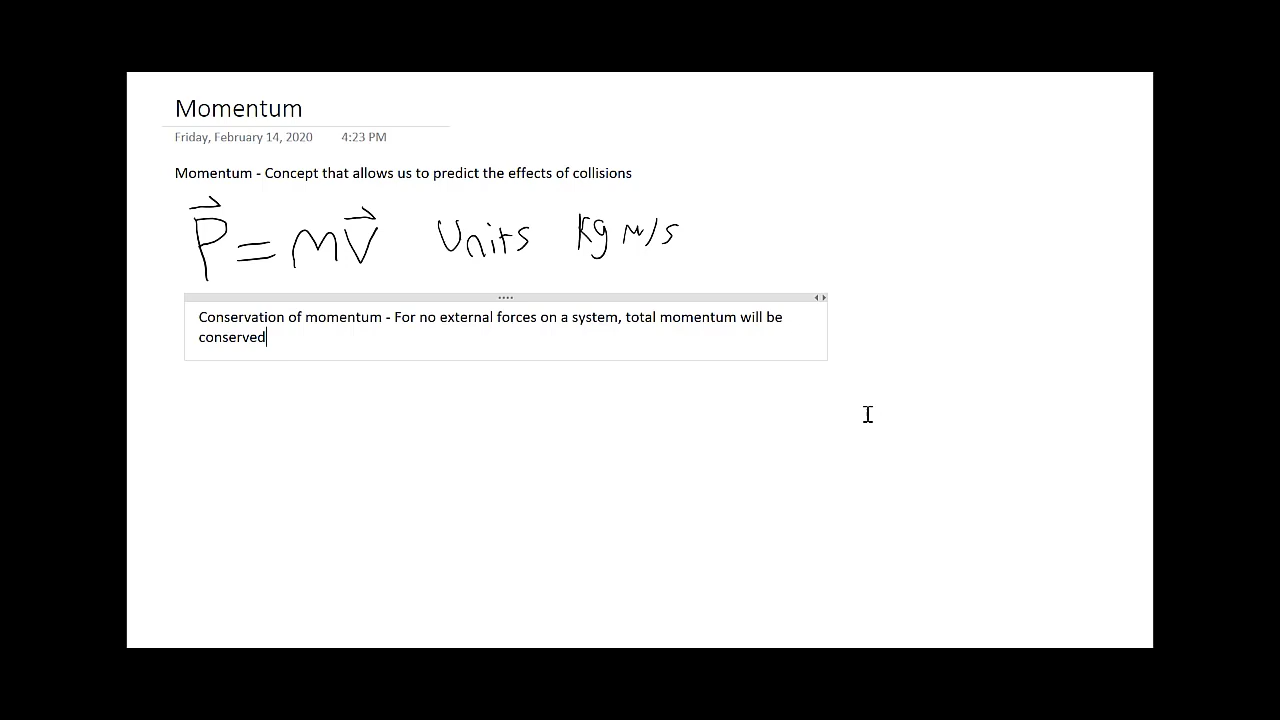 Momentum
Friday, February 14, 2020 4:23 PM
Momentum - Concept that allows us to predict the effects of collisions
P⃗ = mv⃗ Units kg m/s
Conservation of momentum - For no external forces on a system, total momentum will be
conserved